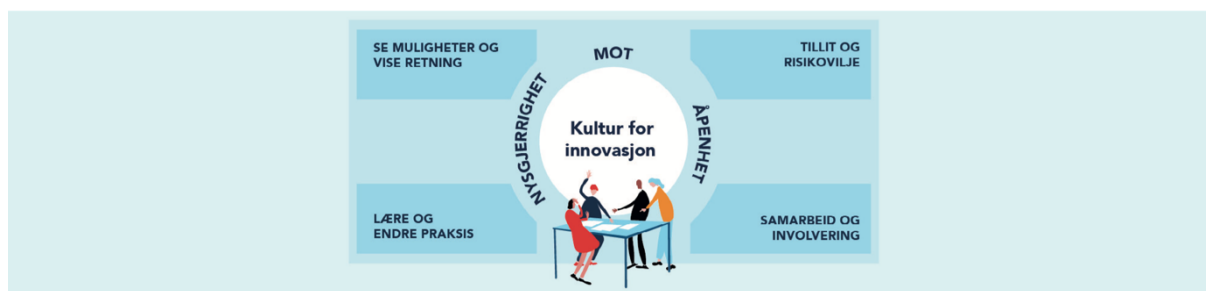 SE MULIGHETER OG
VISE RETNING
MOT
TILLIT OG
RISIKOVILJE
NYSGJERRIGHET
ÅPENHET
Kultur for
innovasjon
LÆRE OG
ENDRE PRAKSIS
SAMARBEID OG
INVOLVERING